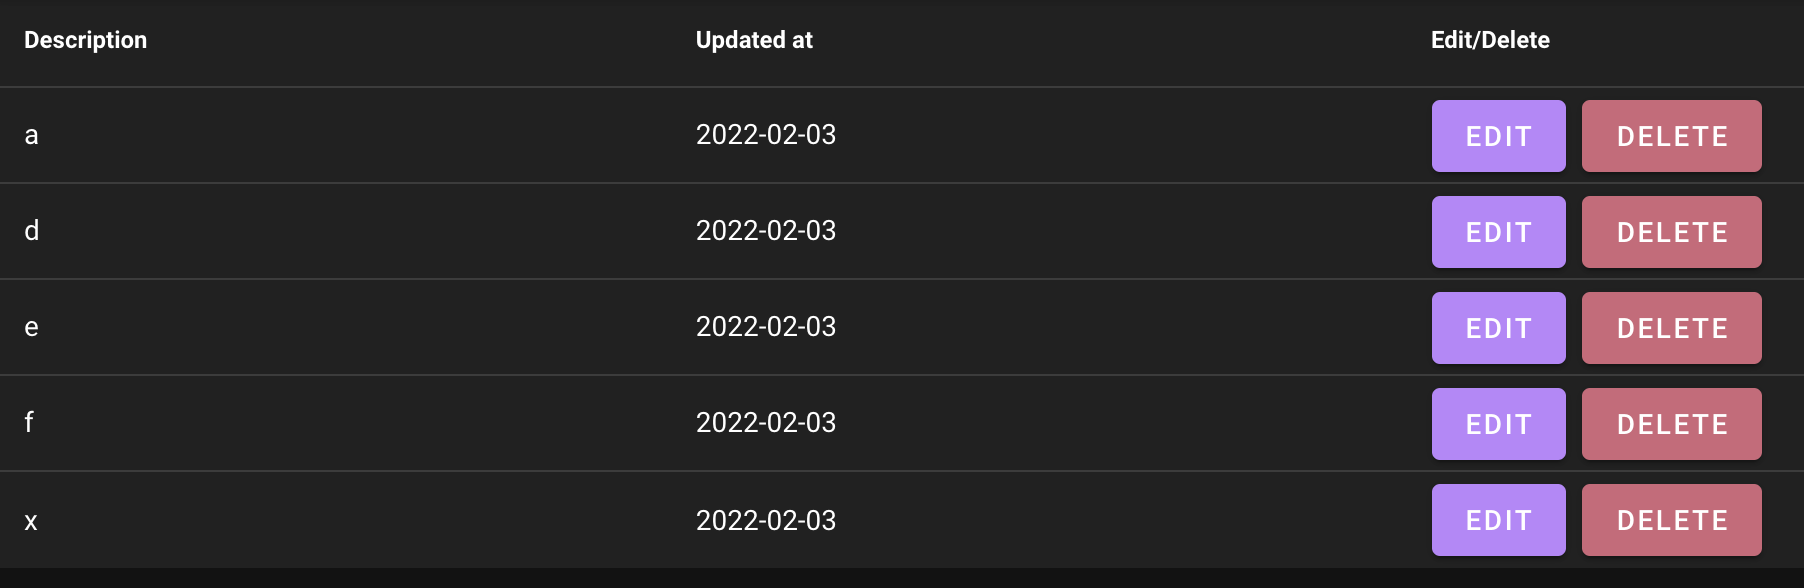 Description Updated at Edit/Delete
a 2022-02-03 EDIT DELETE
d 2022-02-03 EDIT DELETE
e 2022-02-03 EDIT DELETE
f 2022-02-03 EDIT DELETE
x 2022-02-03 EDIT DELETE